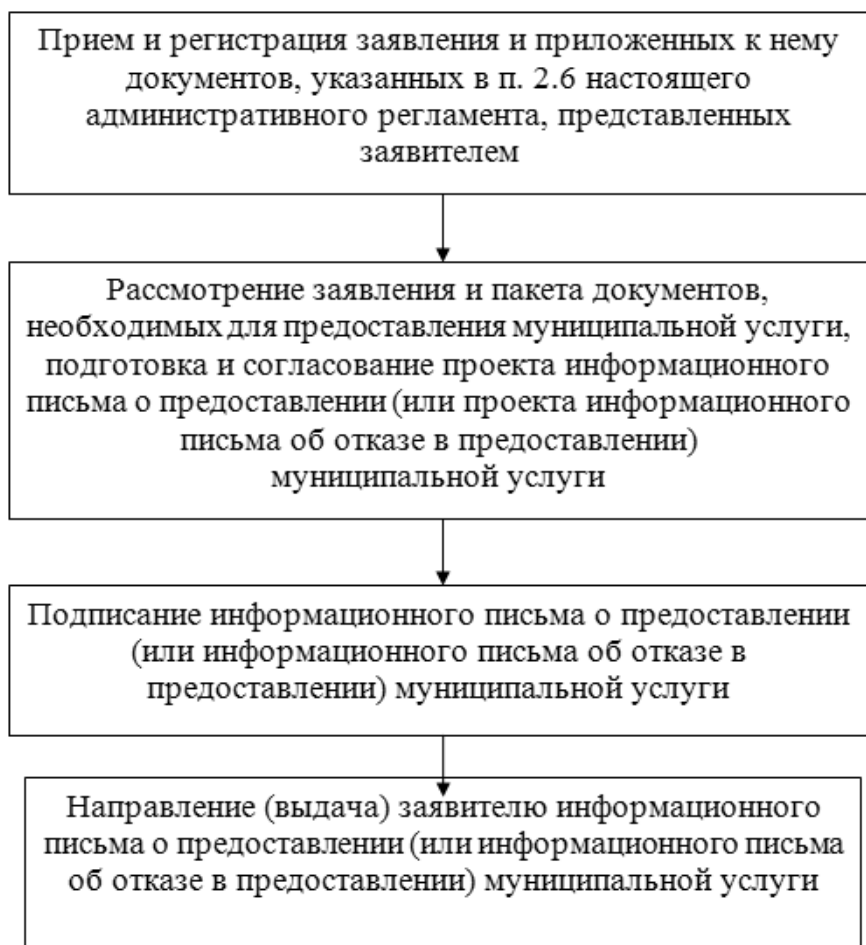 Прием и регистрация заявления и приложенных к нему
документов, указанных в п. 2.6 настоящего
административного регламента, представленных
заявителем
Рассмотрение заявления и пакета документов,
необходимых для предоставления муниципальной услуги,
подготовка и согласование проекта информационного
письма о предоставлении (или проекта информационного
письма об отказе в предоставлении)
муниципальной услуги
Подписание информационного письма о предоставлении
(или информационного письма об отказе в
предоставлении) муниципальной услуги
Направление (выдача) заявителю информационного
письма о предоставлении (или информационного письма
об отказе в предоставлении) муниципальной услуги